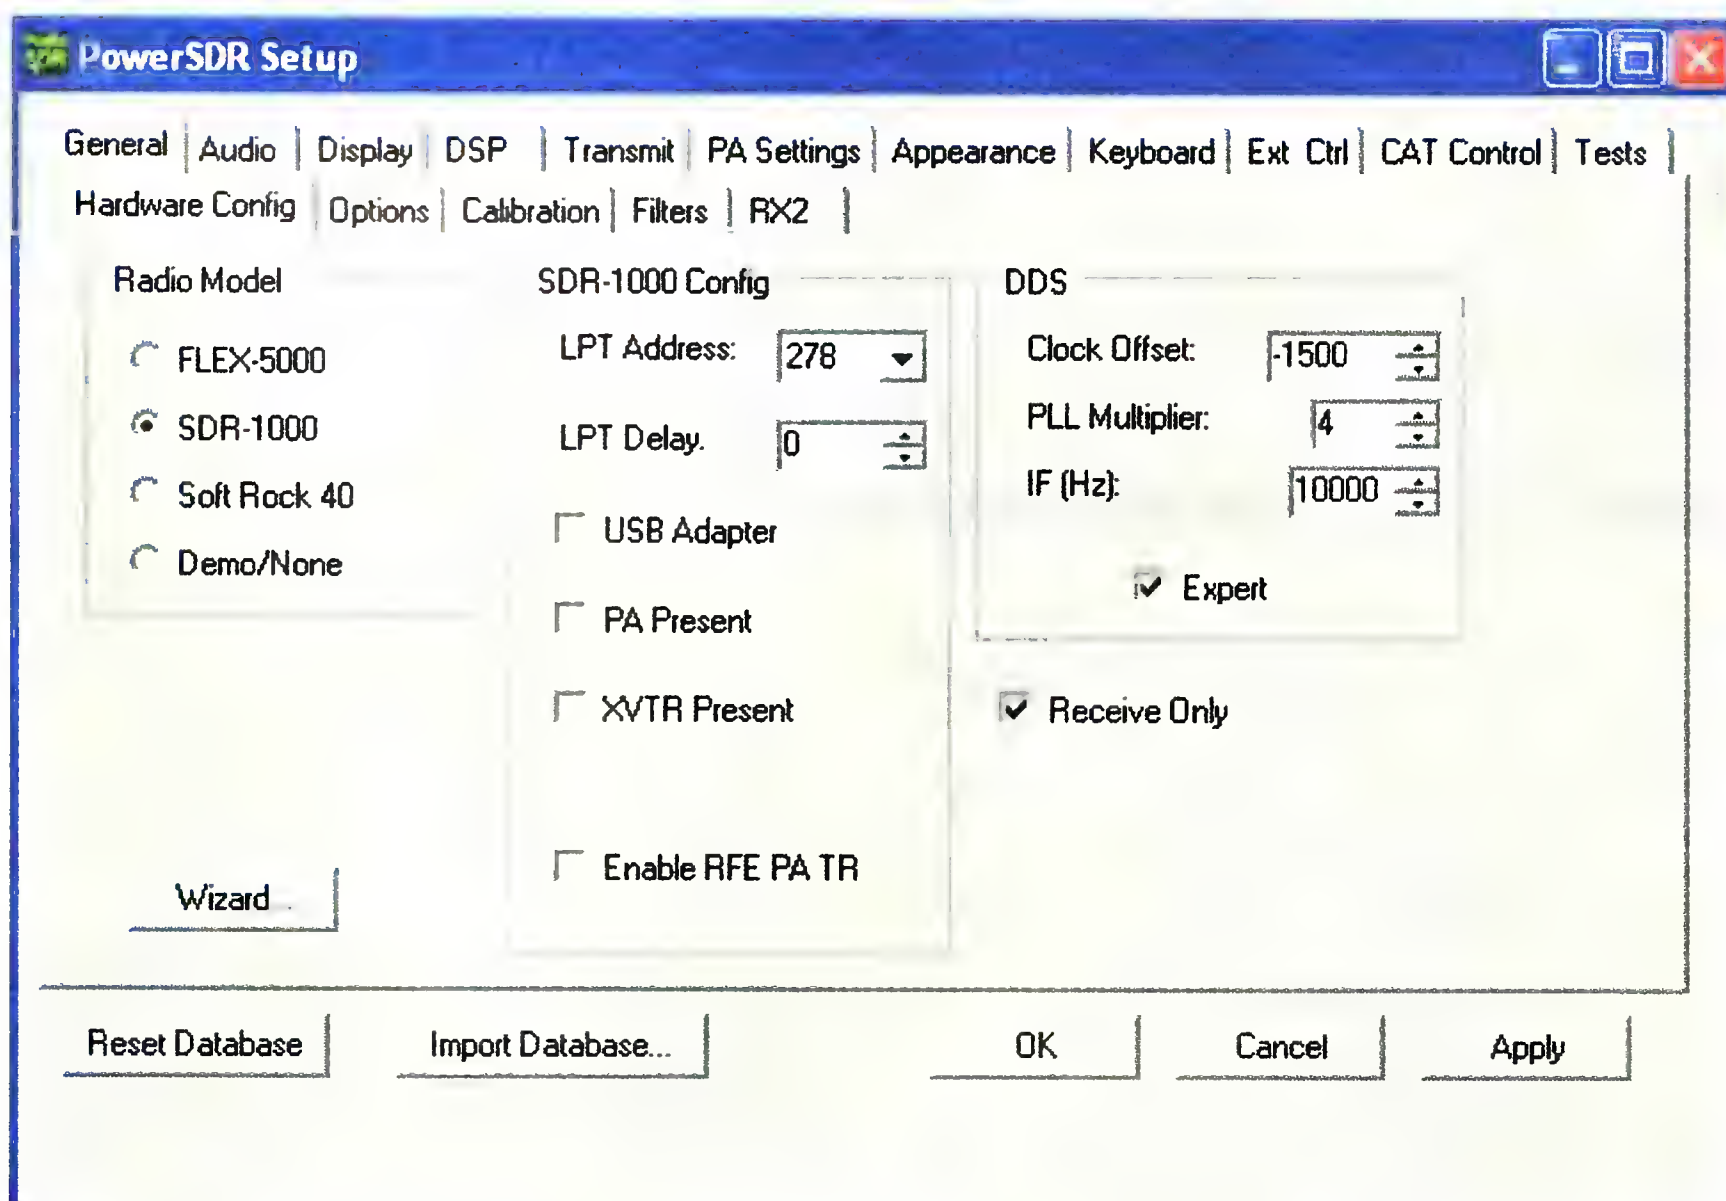 PowerSDR Setup
General Audio Display DSP Transmit PA Settings Appearance Keyboard Ext Ctrl CAT Control Tests
Hardware Config Options Calibration Filters RX2
Radio Model
FLEX-5000
SDR-1000
Soft Rock 40
Demo/None
Wizard
SDR-1000 Config
LPT Address: 278
LPT Delay. 0
USB Adapter
PA Present
XVTR Present
Enable RFE PA TR
DDS
Clock Offset: -1500
PLL Multiplier: 4
IF (Hz): 10000
Expert
Receive Only
Reset Database Import Database... OK Cancel Apply